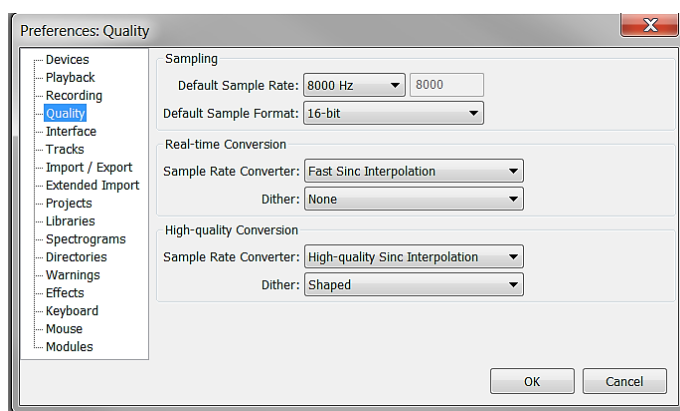 Preferences: Quality
Devices
Playback
Recording
Quality
Interface
Tracks
Import / Export
Extended Import
Projects
Libraries
Spectrograms
Directories
Warnings
Effects
Keyboard
Mouse
Modules
Sampling
Default Sample Rate: 8000 Hz 8000
Default Sample Format: 16-bit
Real-time Conversion
Sample Rate Converter: Fast Sinc Interpolation
Dither: None
High-quality Conversion
Sample Rate Converter: High-quality Sinc Interpolation
Dither: Shaped
OK Cancel